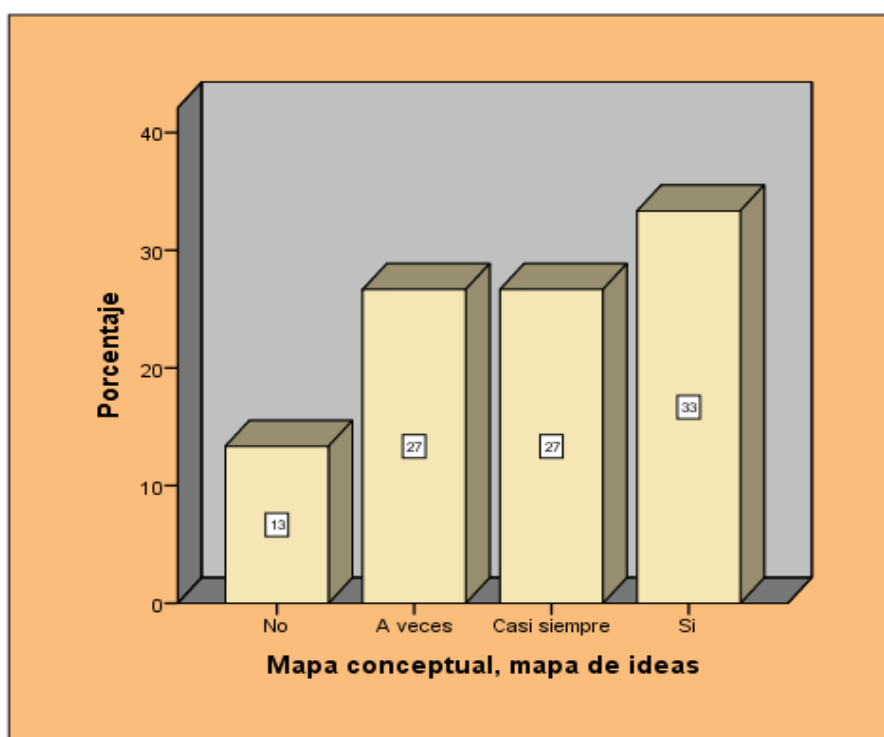 Porcentaje
40
30
20
10
0
13
27
27
33
No
A veces
Casi siempre
Si
Mapa conceptual, mapa de ideas